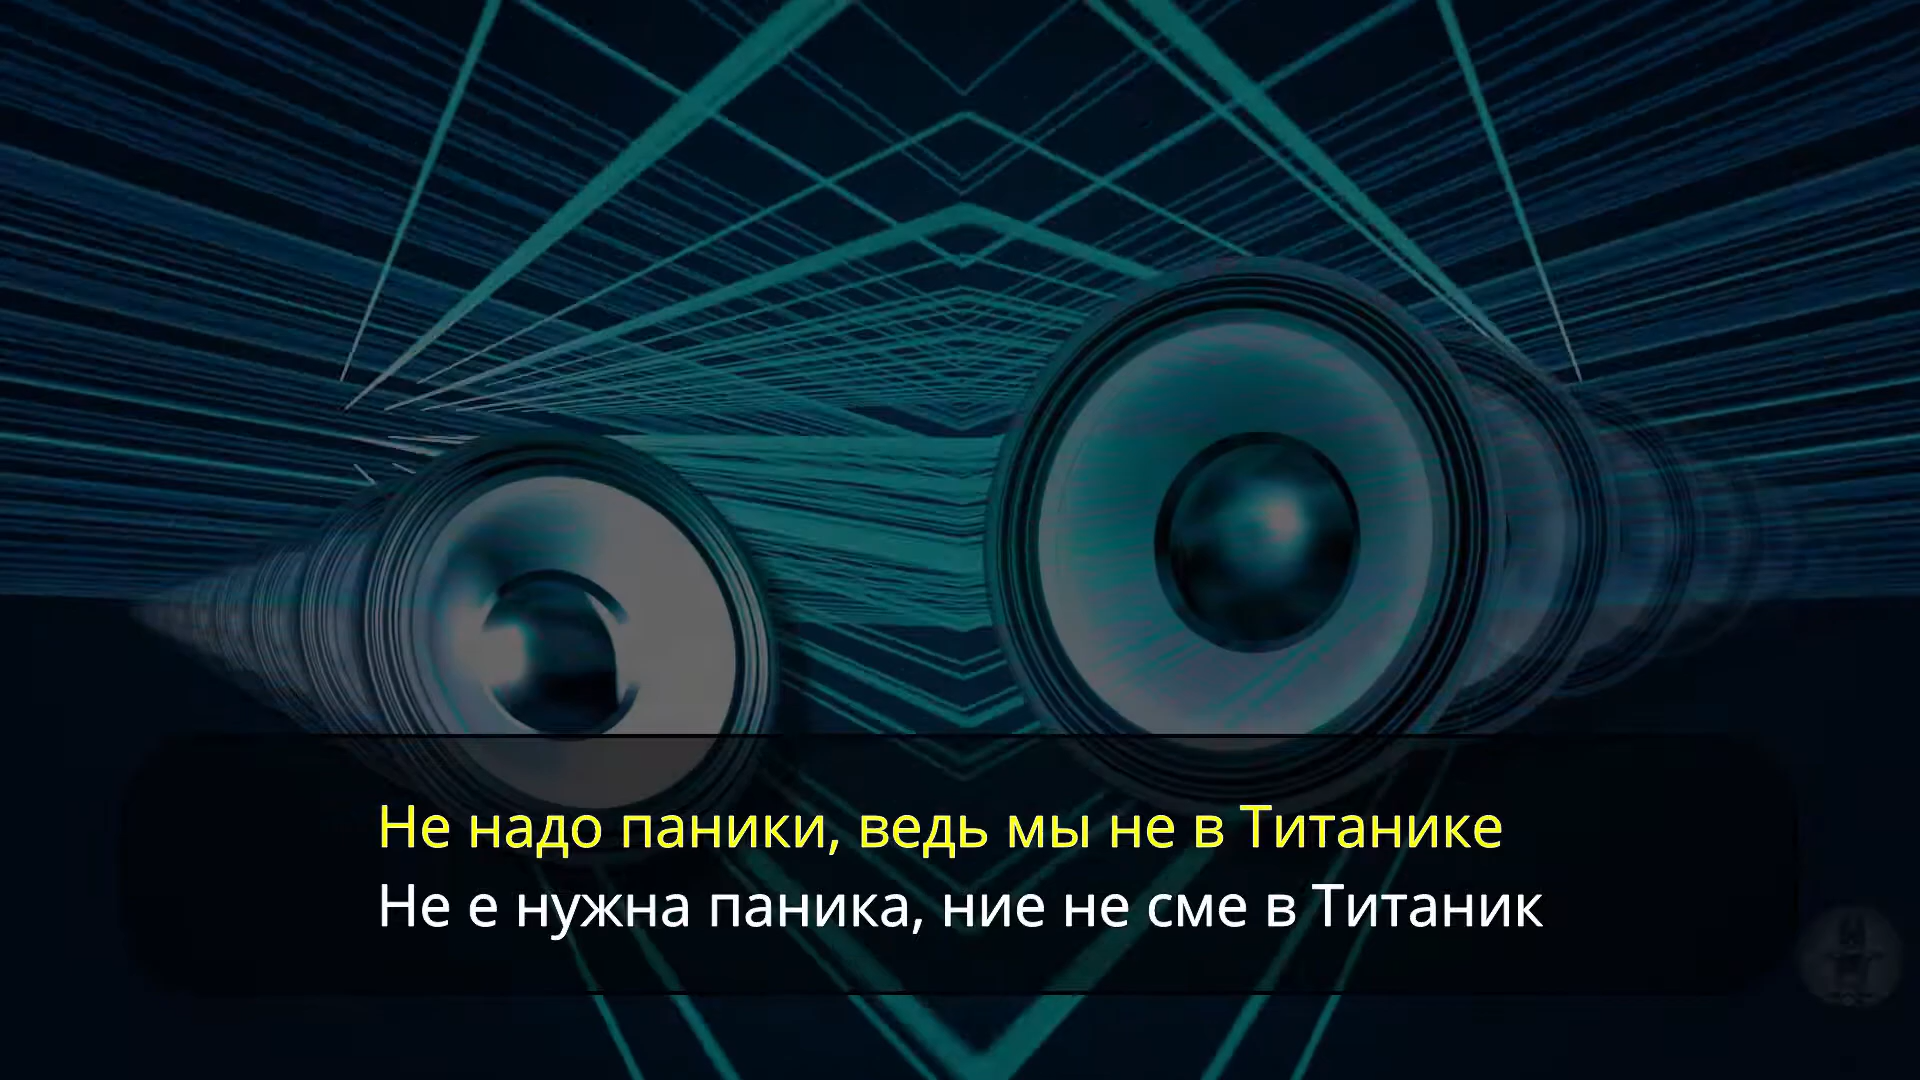 Не надо паники, ведь мы не в Титанике
Не е нужна паника, ние не сме в Титаник